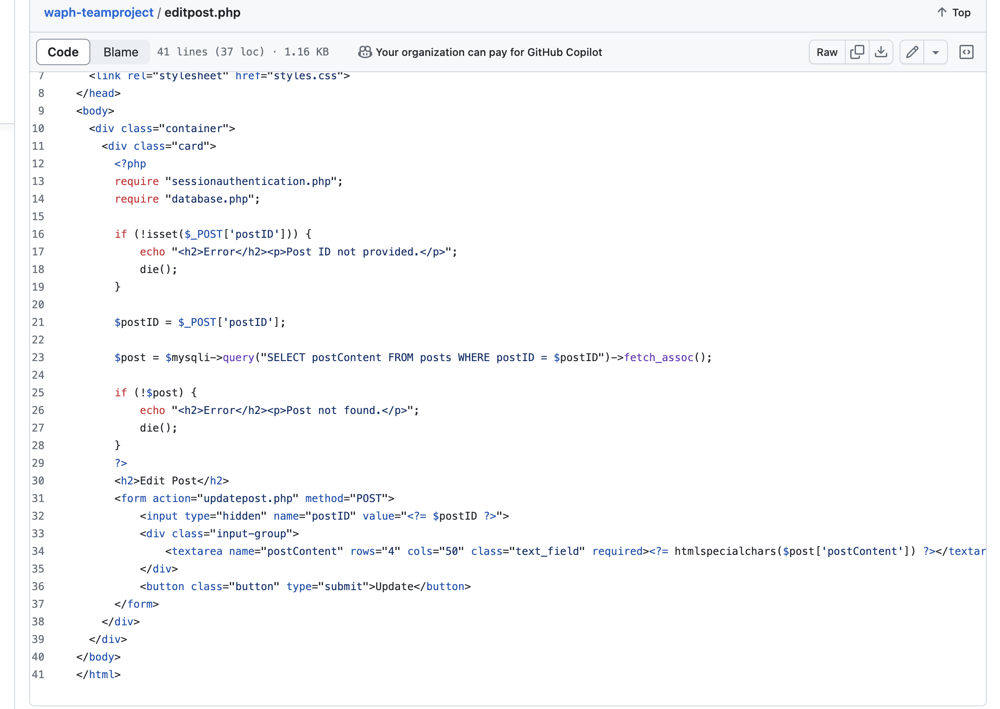 waph-teamproject / editpost.php
Top
Code Blame 41 lines (37 loc) · 1.16 KB Your organization can pay for GitHub Copilot Raw
7 <link rel="stylesheet" href="styles.css">
8 </head>
9 <body>
10 <div class="container">
11 <div class="card">
12 <?php
13 require "sessionauthentication.php";
14 require "database.php";
15
16 if (!isset($_POST['postID'])) {
17 echo "<h2>Error</h2><p>Post ID not provided.</p>";
18 die();
19 }
20
21 $postID = $_POST['postID'];
22
23 $post = $mysqli->query("SELECT postContent FROM posts WHERE postID = $postID")->fetch_assoc();
24
25 if (!$post) {
26 echo "<h2>Error</h2><p>Post not found.</p>";
27 die();
28 }
29 ?>
30 <h2>Edit Post</h2>
31 <form action="updatepost.php" method="POST">
32 <input type="hidden" name="postID" value="<?= $postID ?>">
33 <div class="input-group">
34 <textarea name="postContent" rows="4" cols="50" class="text_field" required><?= htmlspecialchars($post['postContent']) ?></textar
35 </div>
36 <button class="button" type="submit">Update</button>
37 </form>
38 </div>
39 </div>
40 </body>
41 </html>